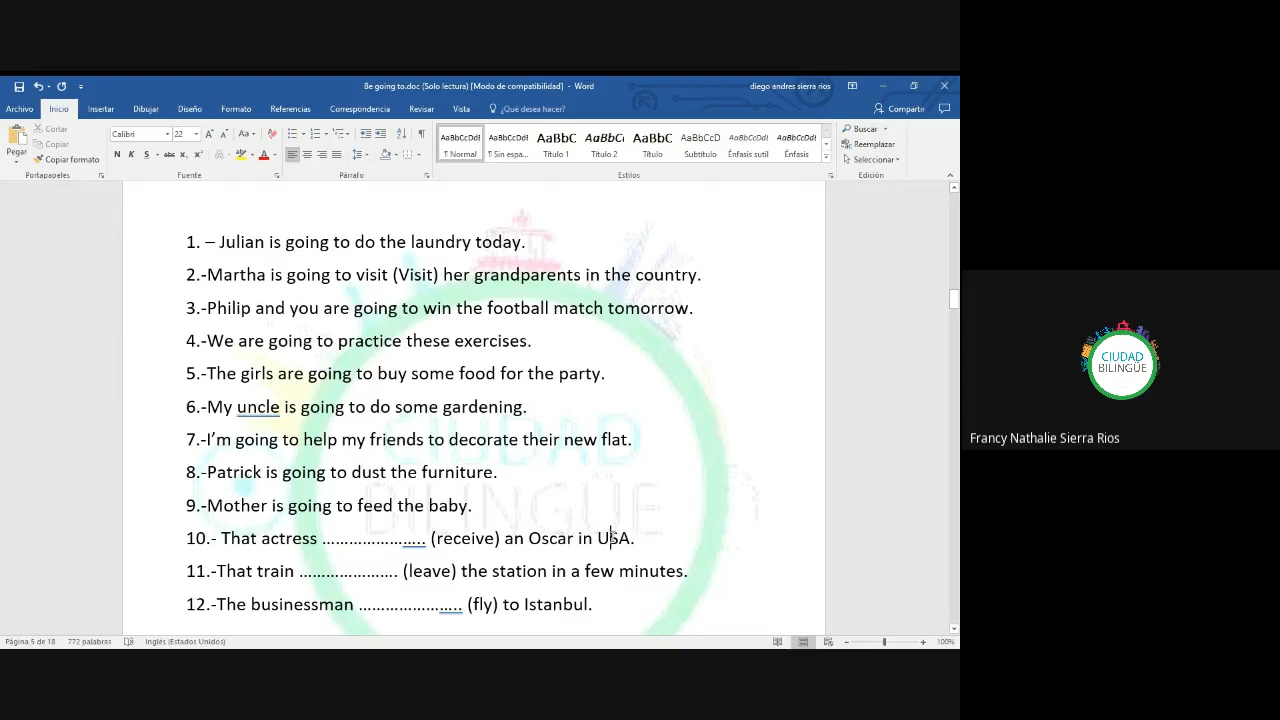 Be going to.doc (Solo lectura) [Modo de compatibilidad] - Word
diego andres sierra rios
Archivo Inicio Insertar Dibujar Diseño Formato Referencias Correspondencia Revisar Vista ¿Qué desea hacer? Compartir
Pegar
Cortar
Copiar
Copiar formato
Portapapeles
Calibri 22
N K S abc x₂ x²
Fuente
Párrafo
AaBbCcDdI ¶ Normal
AaBbCcDdI ¶ Sin espa...
AaBbC Título 1
AaBbCc Título 2
AaBbC Título
AaBbCcD Subtítulo
AaBbCcDdI Énfasis sutil
AaBbCcDdI Énfasis
Estilos
Buscar
Reemplazar
Seleccionar
Edición
1. – Julian is going to do the laundry today.
2.-Martha is going to visit (Visit) her grandparents in the country.
3.-Philip and you are going to win the football match tomorrow.
4.-We are going to practice these exercises.
5.-The girls are going to buy some food for the party.
6.-My uncle is going to do some gardening.
7.-I’m going to help my friends to decorate their new flat.
8.-Patrick is going to dust the furniture.
9.-Mother is going to feed the baby.
10.- That actress …………………….. (receive) an Oscar in USA.
11.-That train …………………. (leave) the station in a few minutes.
12.-The businessman ………………….. (fly) to Istanbul.
CIUDAD
BILINGÜE
Página 5 de 18 772 palabras Inglés (Estados Unidos) 100%
CIUDAD
BILINGÜE
Francy Nathalie Sierra Rios